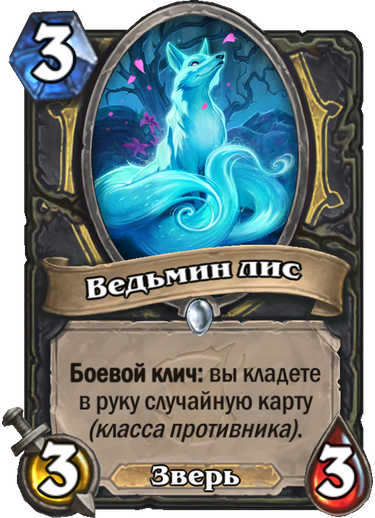 3
Ведьмин лис
Боевой клич: вы кладете
в руку случайную карту
(класса противника).
3
Зверь
3